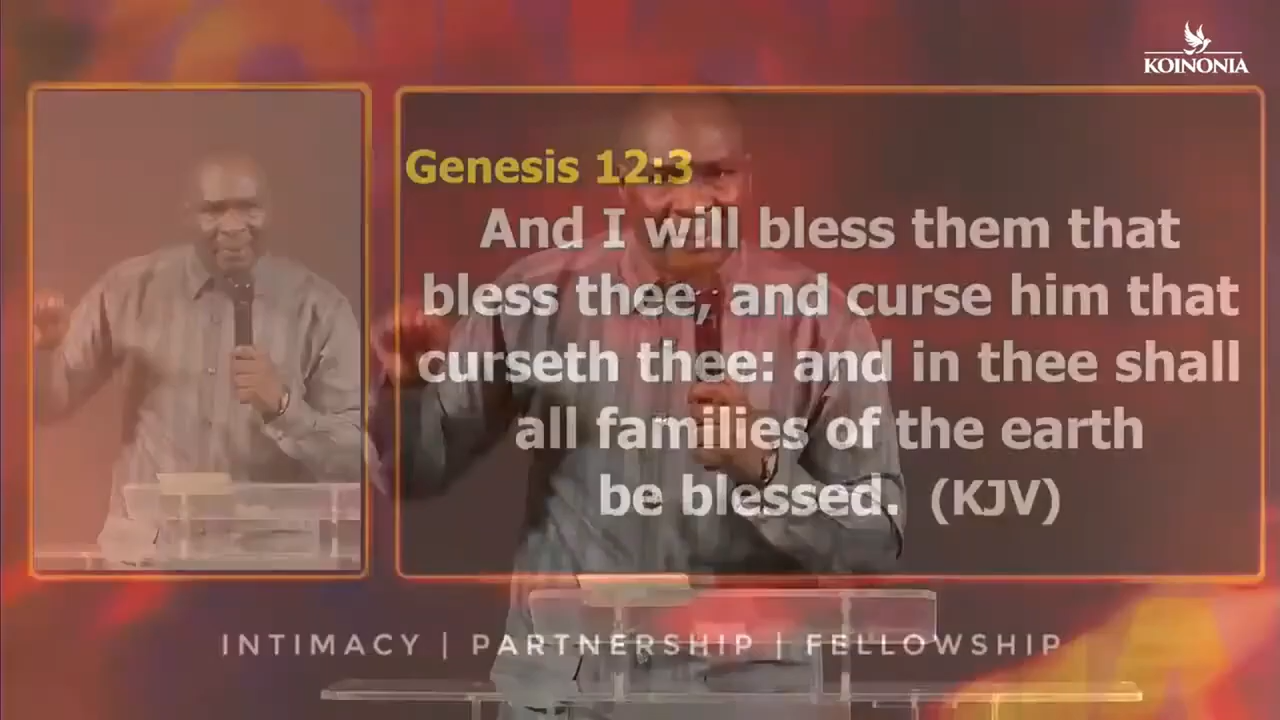 KOINONIA
Genesis 12:3
And I will bless them that
bless thee, and curse him that
curseth thee: and in thee shall
all families of the earth
be blessed. (KJV)
INTIMACY | PARTNERSHIP | FELLOWSHIP